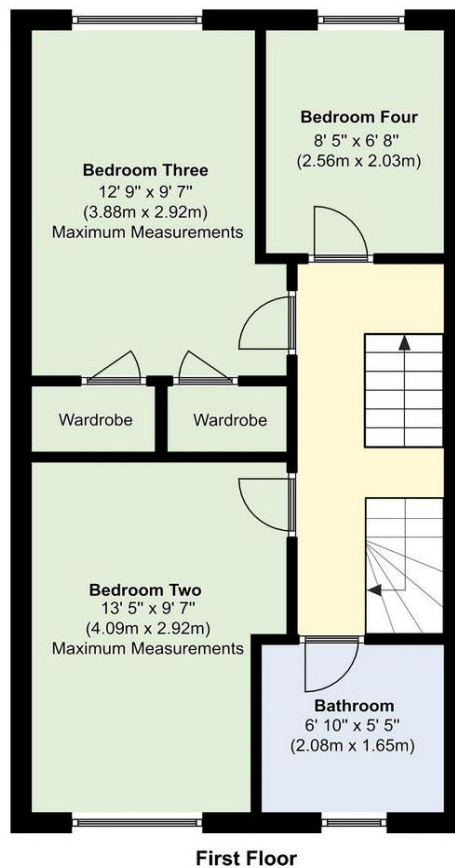 Bedroom Four
8' 5" x 6' 8"
(2.56m x 2.03m)
Bedroom Three
12' 9" x 9' 7"
(3.88m x 2.92m)
Maximum Measurements
Wardrobe
Wardrobe
Bedroom Two
13' 5" x 9' 7"
(4.09m x 2.92m)
Maximum Measurements
Bathroom
6' 10" x 5' 5"
(2.08m x 1.65m)
First Floor